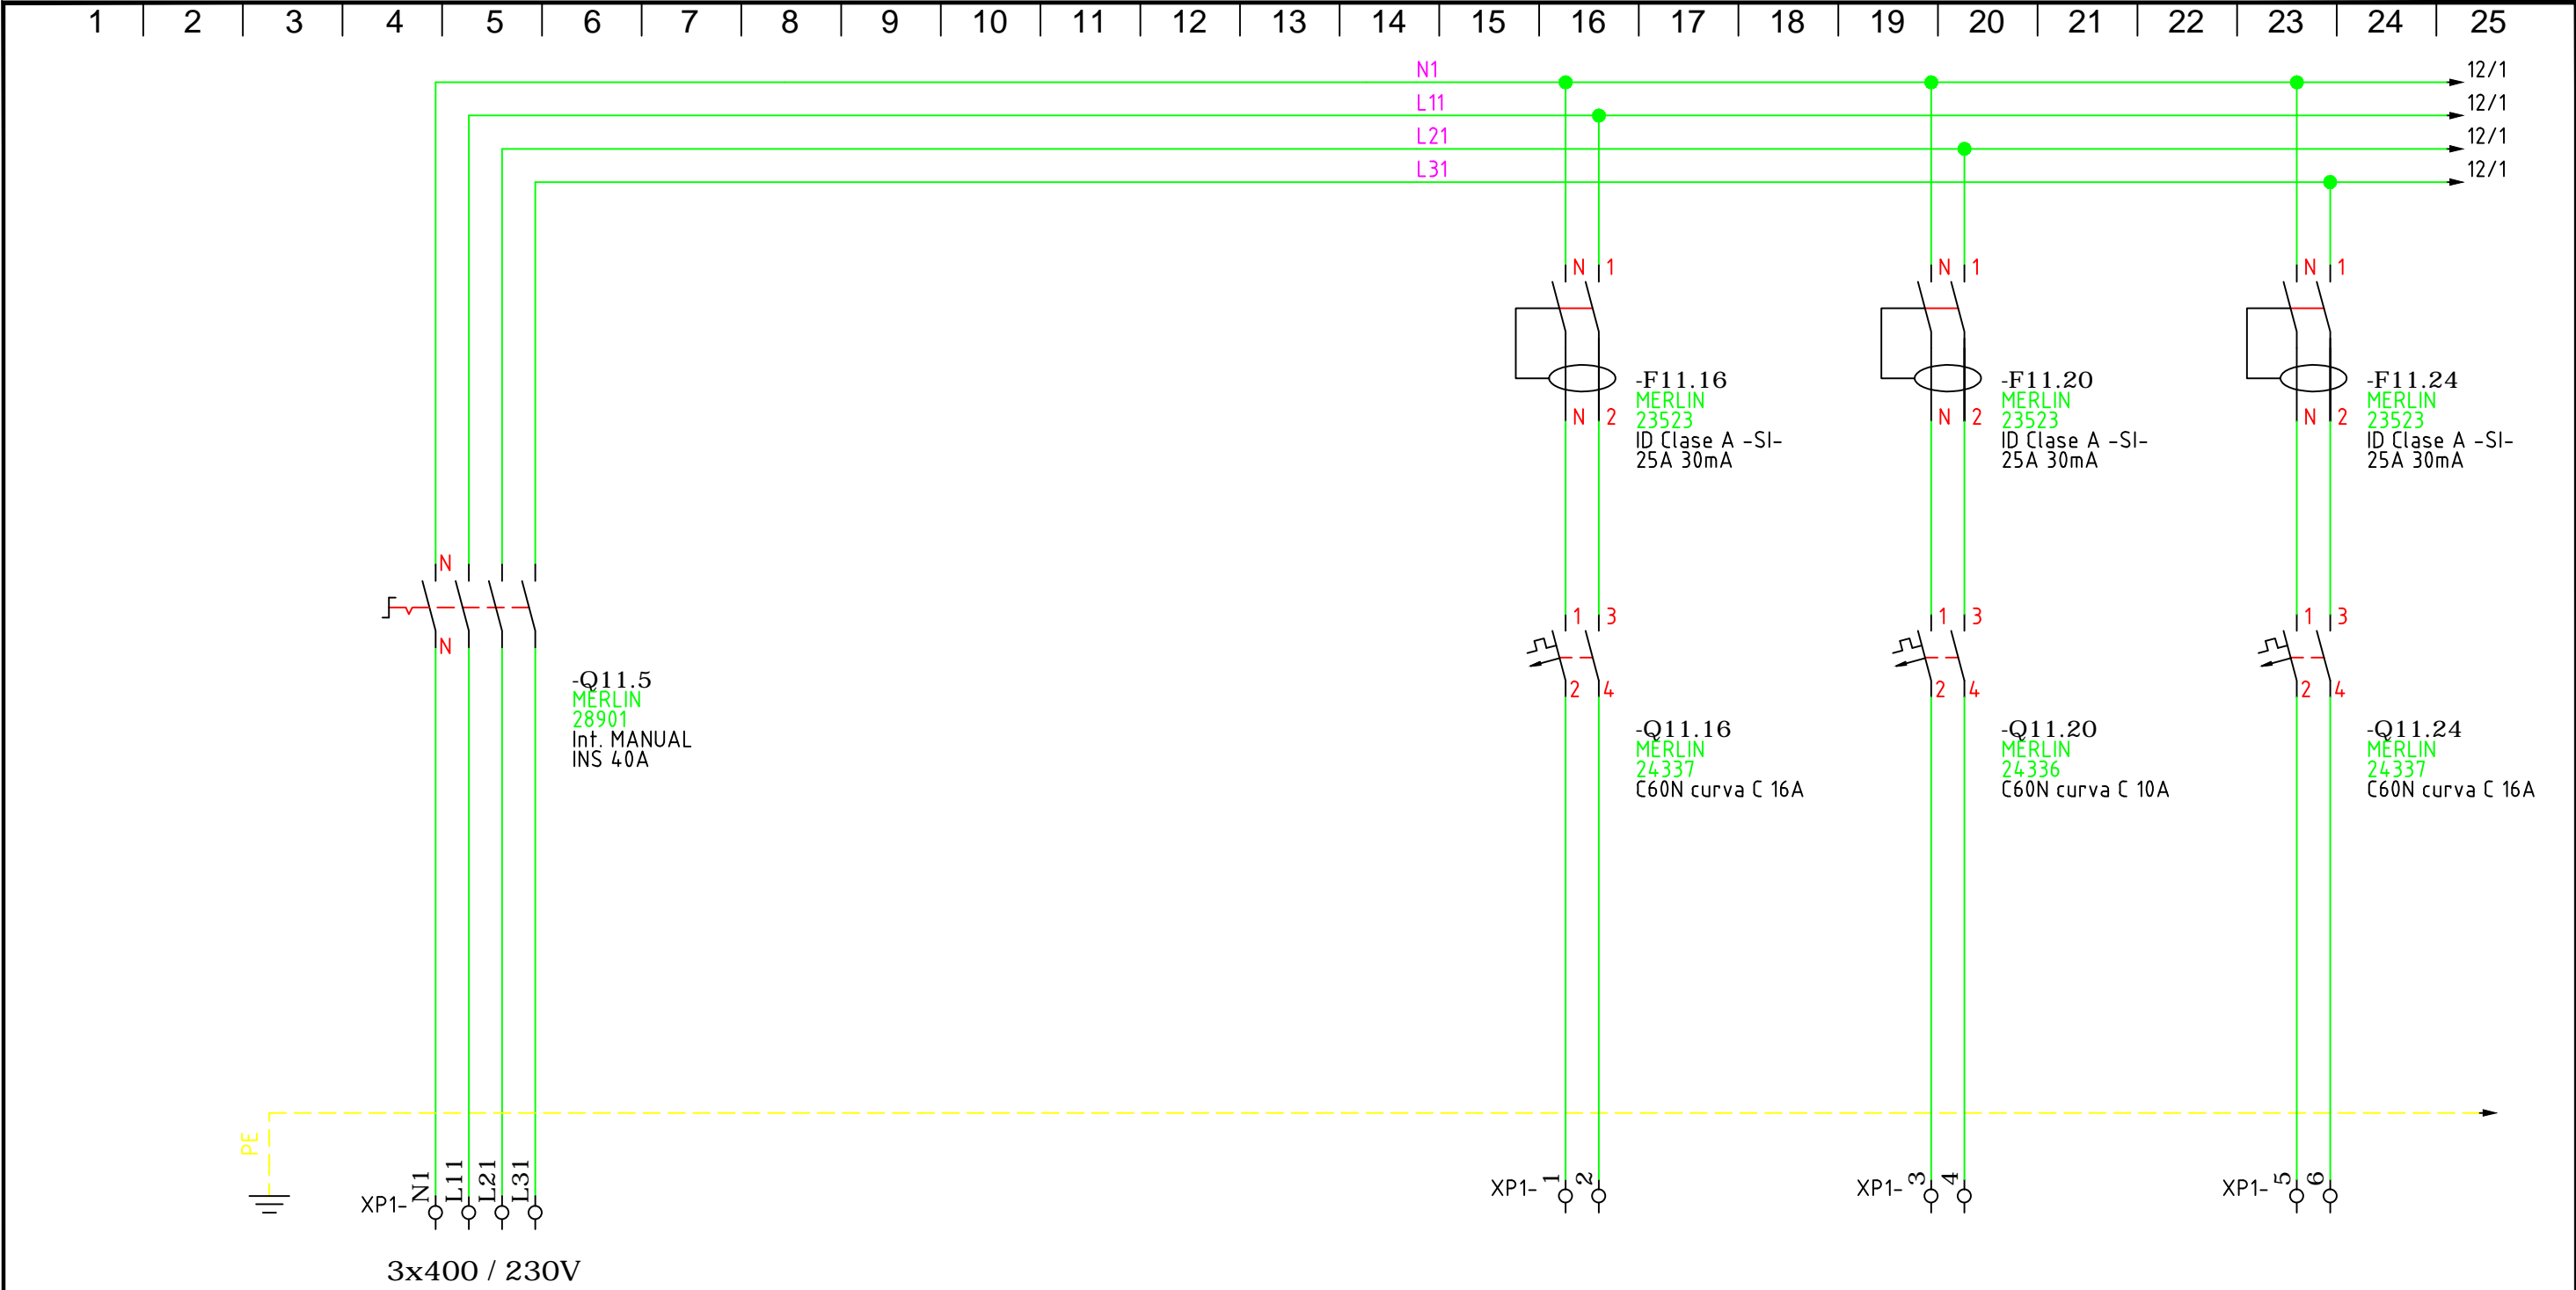 1 2 3 4 5 6 7 8 9 10 11 12 13 14 15 16 17 18 19 20 21 22 23 24 25
N1 12/1
L11 12/1
L21 12/1
L31 12/1
N 1 N 1 N 1
-F11.16
MERLIN
23523
ID Clase A -SI-
25A 30mA
N 2
-F11.20
MERLIN
23523
ID Clase A -SI-
25A 30mA
N 2
-F11.24
MERLIN
23523
ID Clase A -SI-
25A 30mA
N 2
N
N
-Q11.5
MERLIN
28901
Int. MANUAL
INS 40A
1 3
2 4
-Q11.16
MERLIN
24337
C60N curva C 16A
1 3
2 4
-Q11.20
MERLIN
24336
C60N curva C 10A
1 3
2 4
-Q11.24
MERLIN
24337
C60N curva C 16A
PE
XP1- N1 L11 L21 L31
XP1- 1 2
XP1- 3 4
XP1- 5 6
3x400 / 230V